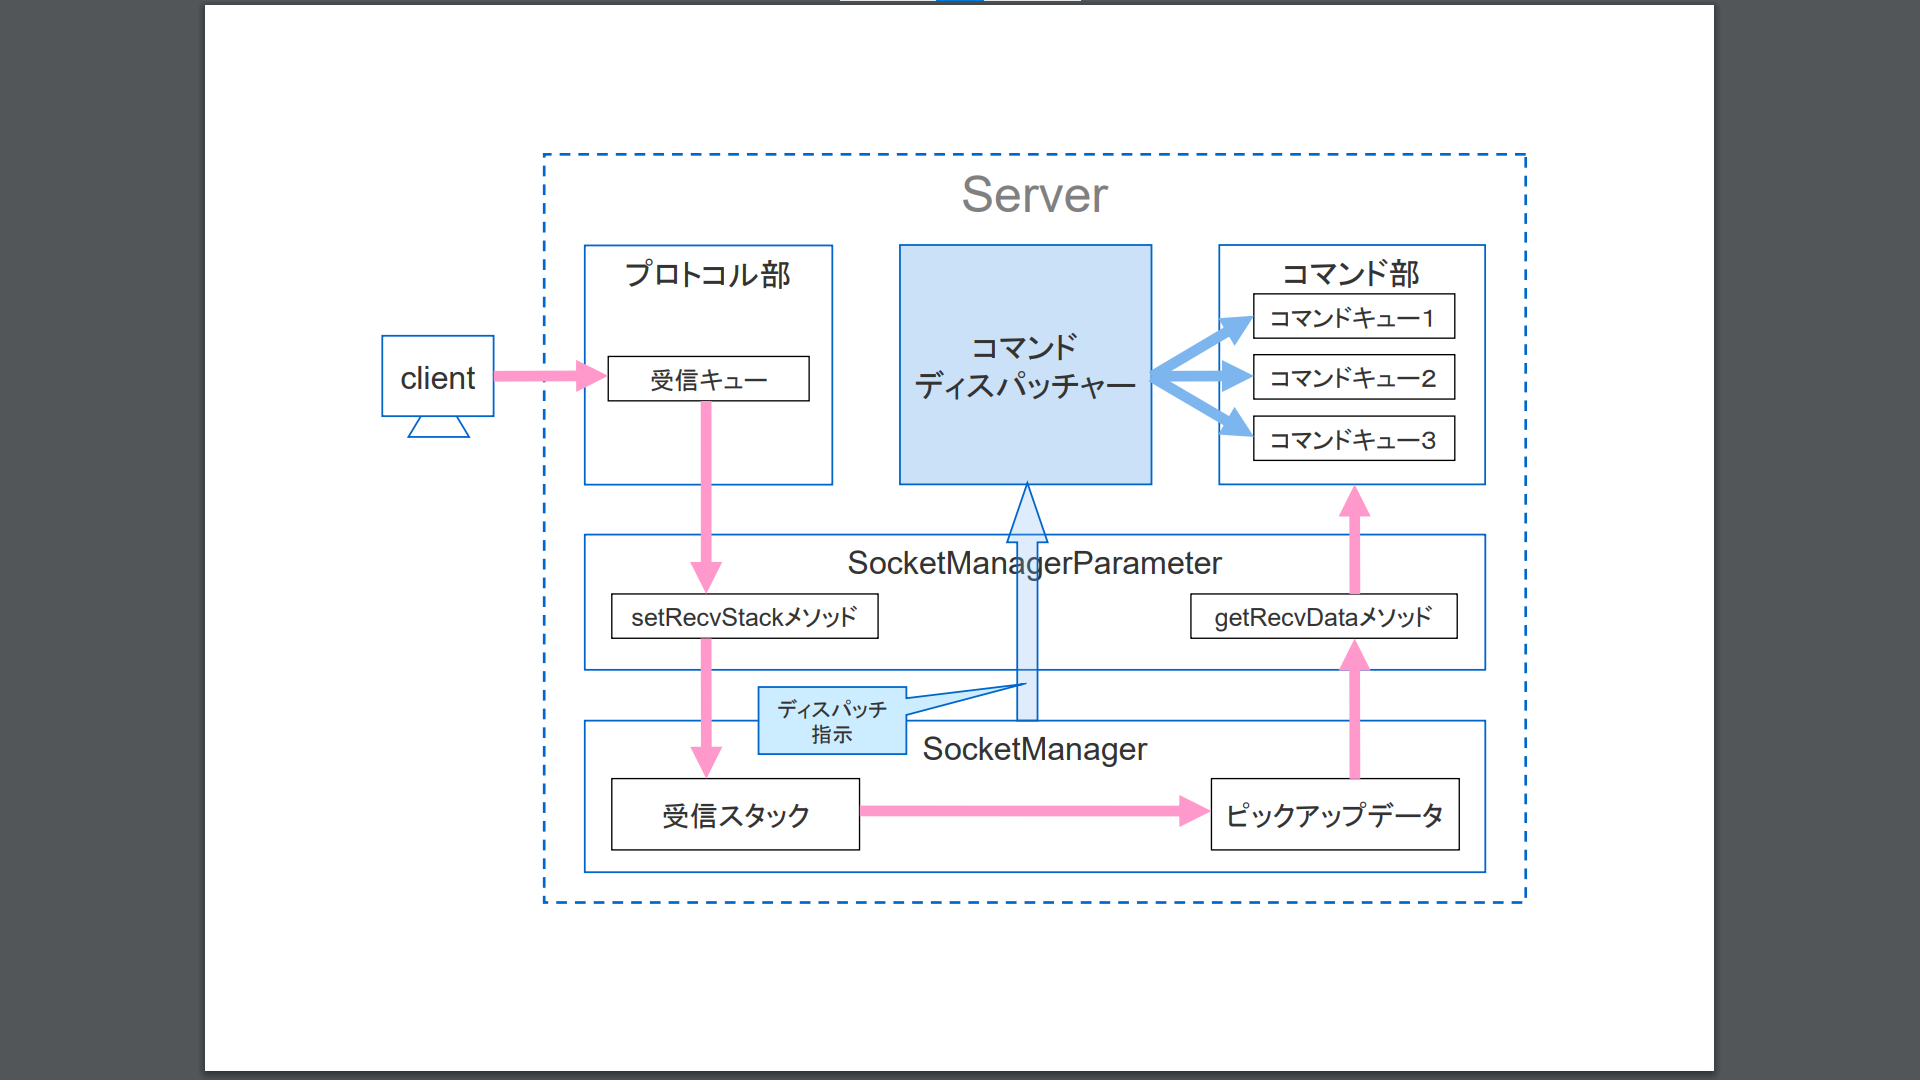 Server
プロトコル部
コマンド部
コマンド
ディスパッチャー
コマンドキュー1
コマンドキュー2
コマンドキュー3
client
受信キュー
SocketManagerParameter
setRecvStackメソッド
getRecvDataメソッド
ディスパッチ
指示
SocketManager
受信スタック
ピックアップデータ